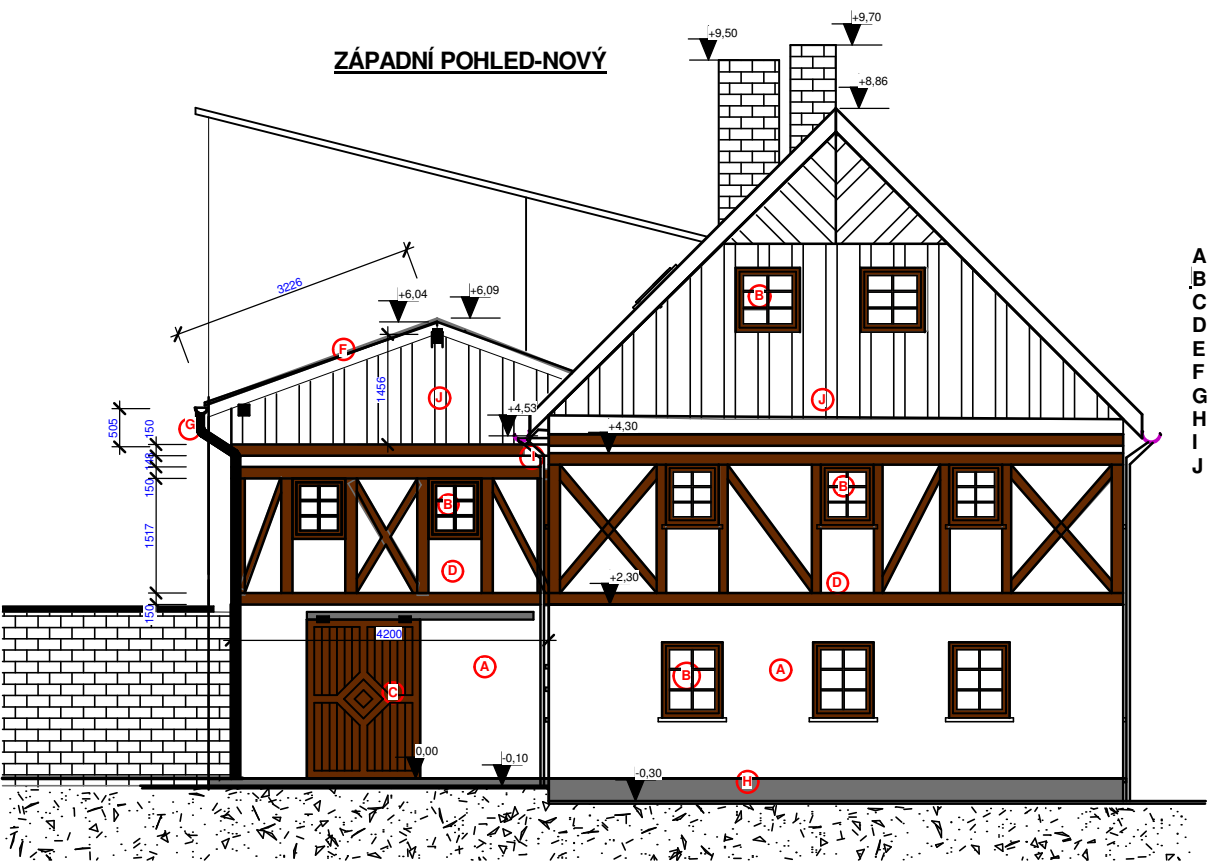 ZÁPADNÍ POHLED-NOVÝ
+9,70
+9,50
+8,86
3226
+6,04
+6,09
B
F
1456
J
J
+4,53
505
150
G
+4,30
I
148
150
B
B
1517
D
D
+2,30
150
4200
A
A
B
C
0,00
-0,10
-0,30
H
A
B
C
D
E
F
G
H
I
J